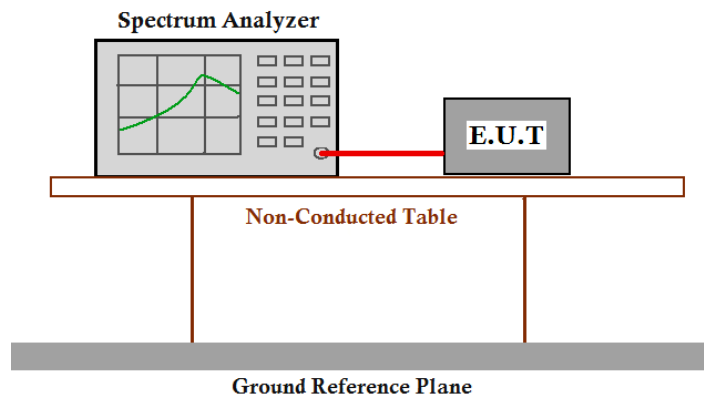 Spectrum Analyzer
E.U.T
Non-Conducted Table
Ground Reference Plane